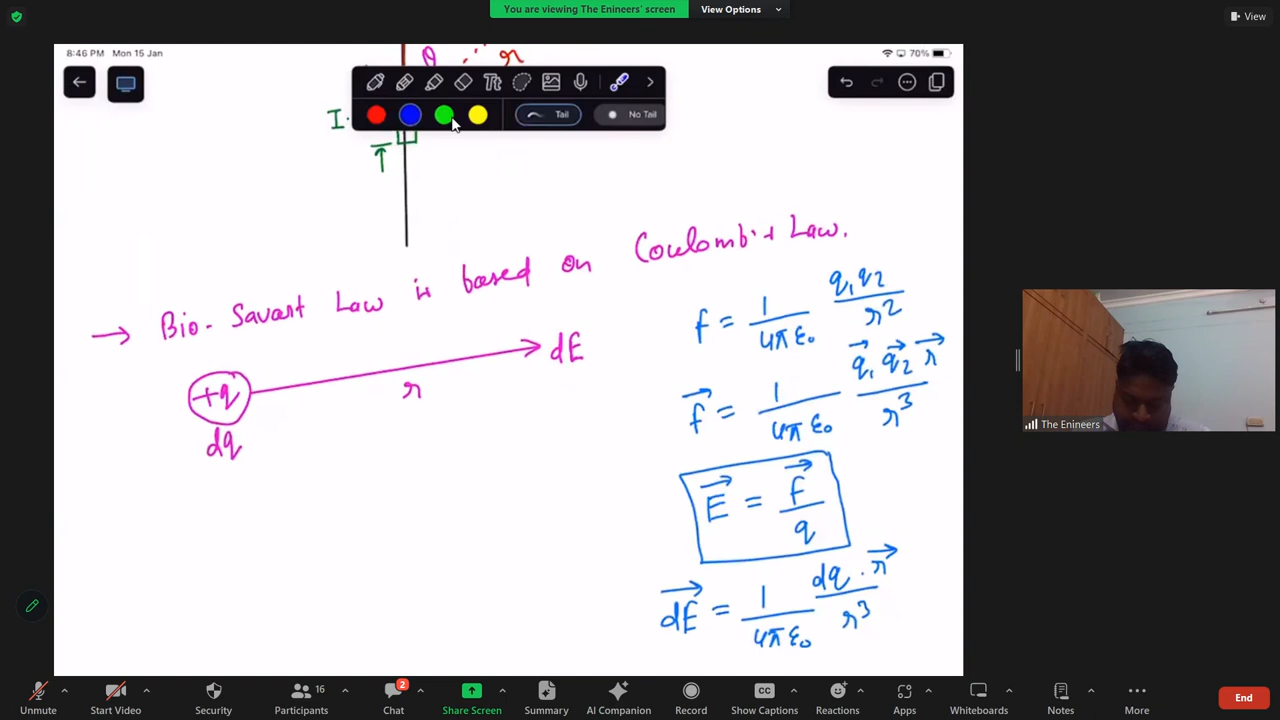 You are viewing The Enineers' screen
View Options
View
8:46 PM Mon 15 Jan
70%
θ r
Tt
Tail
No Tail
I
→ Bio-Savart Law is based on Coulomb's Law.
f = 1/4πε₀ q₁q₂/r²
+q
dq
r
dE
f⃗ = 1/4πε₀ q⃗₁ q⃗₂ r⃗/r³
E⃗ = f⃗/q
dE⃗ = 1/4πε₀ dq · r⃗/r³
The Enineers
Unmute
Start Video
Security
16
Participants
2
Chat
Share Screen
Summary
AI Companion
Record
CC
Show Captions
Reactions
Apps
Whiteboards
Notes
More
End